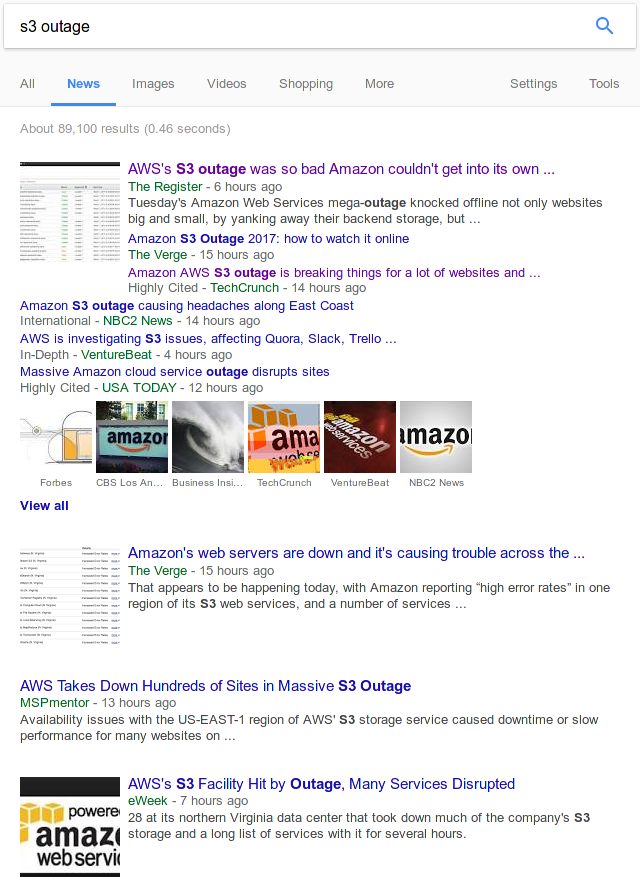 s3 outage
All News Images Videos Shopping More Settings Tools
About 89,100 results (0.46 seconds)
AWS's S3 outage was so bad Amazon couldn't get into its own ...
The Register - 6 hours ago
Tuesday's Amazon Web Services mega-outage knocked offline not only websites
big and small, by yanking away their backend storage, but ...
Amazon S3 Outage 2017: how to watch it online
The Verge - 15 hours ago
Amazon AWS S3 outage is breaking things for a lot of websites and ...
Highly Cited - TechCrunch - 14 hours ago
Amazon S3 outage causing headaches along East Coast
International - NBC2 News - 14 hours ago
AWS is investigating S3 issues, affecting Quora, Slack, Trello ...
In-Depth - VentureBeat - 4 hours ago
Massive Amazon cloud service outage disrupts sites
Highly Cited - USA TODAY - 12 hours ago
amazon
ama
amazon
web services
amazo
Forbes CBS Los An... Business Insi... TechCrunch VentureBeat NBC2 News
View all
Amazon's web servers are down and it's causing trouble across the ...
The Verge - 15 hours ago
That appears to be happening today, with Amazon reporting “high error rates” in one
region of its S3 web services, and a number of services ...
AWS Takes Down Hundreds of Sites in Massive S3 Outage
MSPmentor - 13 hours ago
Availability issues with the US-EAST-1 region of AWS' S3 storage service caused downtime or slow
performance for many websites on ...
AWS's S3 Facility Hit by Outage, Many Services Disrupted
eWeek - 7 hours ago
28 at its northern Virginia data center that took down much of the company's S3
storage and a long list of services with it for several hours.
powere
amaz
web servic